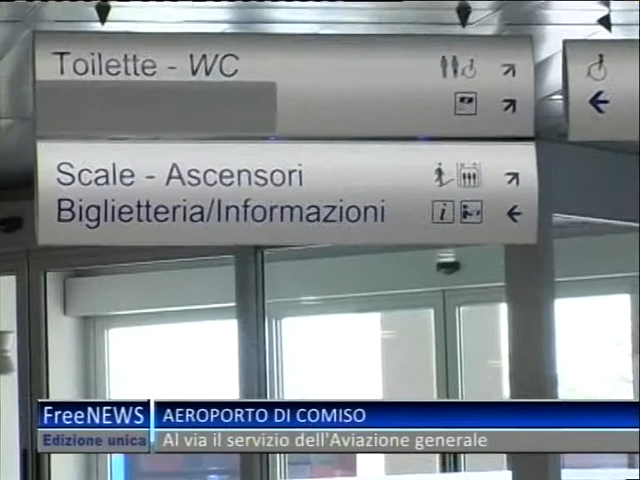 Toilette - WC
Scale - Ascensori
Biglietteria/Informazioni
i
FreeNEWS
AEROPORTO DI COMISO
Edizione unica
Al via il servizio dell'Aviazione generale